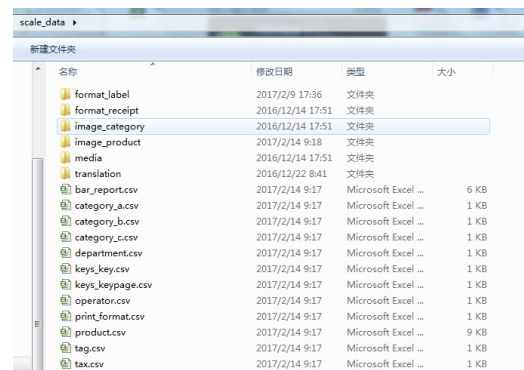 scale_data
新建文件夹
名称 修改日期 类型 大小
format_label 2017/2/9 17:36 文件夹
format_receipt 2016/12/14 17:51 文件夹
image_category 2016/12/14 17:51 文件夹
image_product 2017/2/14 9:18 文件夹
media 2016/12/14 17:51 文件夹
translation 2016/12/22 8:41 文件夹
bar_report.csv 2017/2/14 9:17 Microsoft Excel ... 6 KB
category_a.csv 2017/2/14 9:17 Microsoft Excel ... 1 KB
category_b.csv 2017/2/14 9:17 Microsoft Excel ... 1 KB
category_c.csv 2017/2/14 9:17 Microsoft Excel ... 1 KB
department.csv 2017/2/14 9:17 Microsoft Excel ... 1 KB
keys_key.csv 2017/2/14 9:17 Microsoft Excel ... 1 KB
keys_keypage.csv 2017/2/14 9:17 Microsoft Excel ... 1 KB
operator.csv 2017/2/14 9:17 Microsoft Excel ... 1 KB
print_format.csv 2017/2/14 9:17 Microsoft Excel ... 1 KB
product.csv 2017/2/14 9:17 Microsoft Excel ... 9 KB
tag.csv 2017/2/14 9:17 Microsoft Excel ... 1 KB
tax.csv 2017/2/14 9:17 Microsoft Excel ... 1 KB